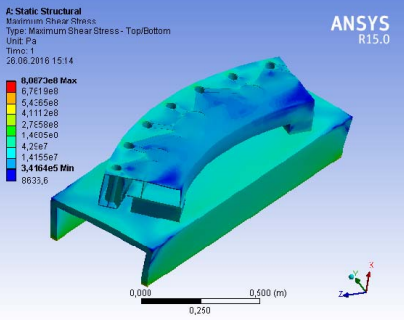 A: Static Structural
Maximum Shear Stress
Type: Maximum Shear Stress - Top/Bottom
Unit: Pa
Time: 1
26.06.2016 15:14
ANSYS
R15.0
8,0873e8 Max
6,7619e8
5,4365e8
4,1112e8
2,7858e8
1,4605e0
4,29e7
1,4155e7
3,4164e5 Min
8633,6
0,000
0,500 (m)
0,250
X
Y
Z